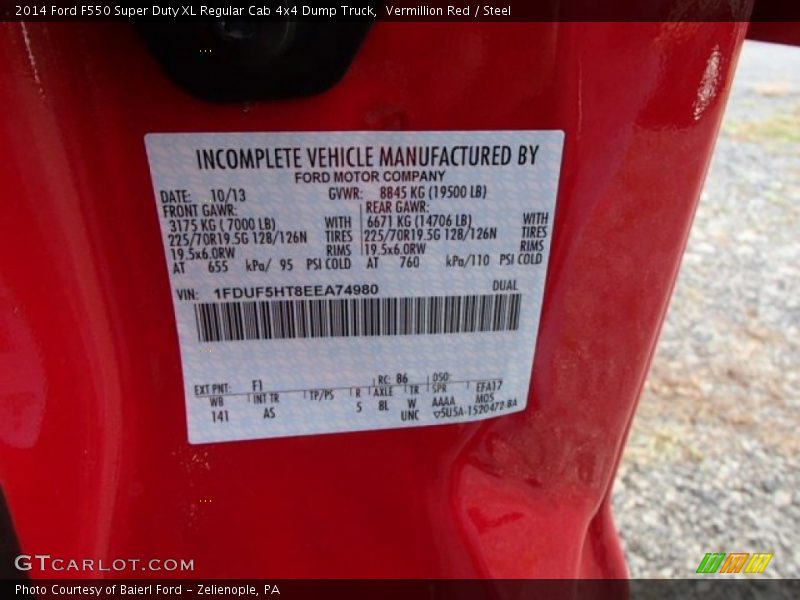 2014 Ford F550 Super Duty XL Regular Cab 4x4 Dump Truck,  Vermillion Red / Steel
INCOMPLETE VEHICLE MANUFACTURED BY
FORD MOTOR COMPANY
DATE: 10/13 GVWR: 8845 KG (19500 LB)
FRONT GAWR: REAR GAWR:
3175 KG ( 7000 LB) WITH 6671 KG (14706 LB) WITH
225/70R19.5G 128/126N TIRES 225/70R19.5G 128/126N TIRES
19.5x6.0RW RIMS 19.5x6.0RW RIMS
AT 655 kPa/ 95 PSI COLD AT 760 kPa/110 PSI COLD
VIN: 1FDUF5HT8EEA74980 DUAL
EXT PNT: F1 RC: 86 DSO:
WB INT TR TP/PS R AXLE TR SPR EFA17
141 AS 5 8L W AAAA MOS
UNC ▽5U5A-1520472-BA
GTCARLOT.COM
Photo Courtesy of Baierl Ford - Zelienople, PA